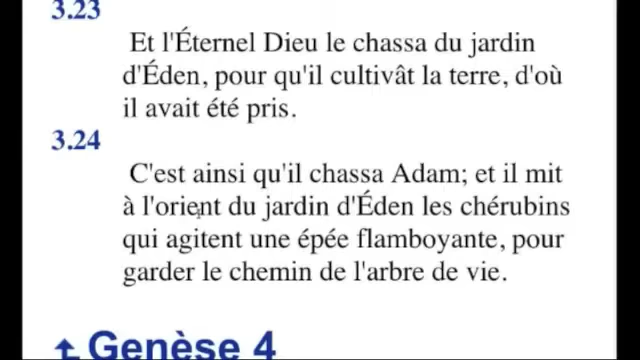 3.23
Et l'Éternel Dieu le chassa du jardin
d'Éden, pour qu'il cultivât la terre, d'où
il avait été pris.
3.24
C'est ainsi qu'il chassa Adam; et il mit
à l'orient du jardin d'Éden les chérubins
qui agitent une épée flamboyante, pour
garder le chemin de l'arbre de vie.
Genèse 4